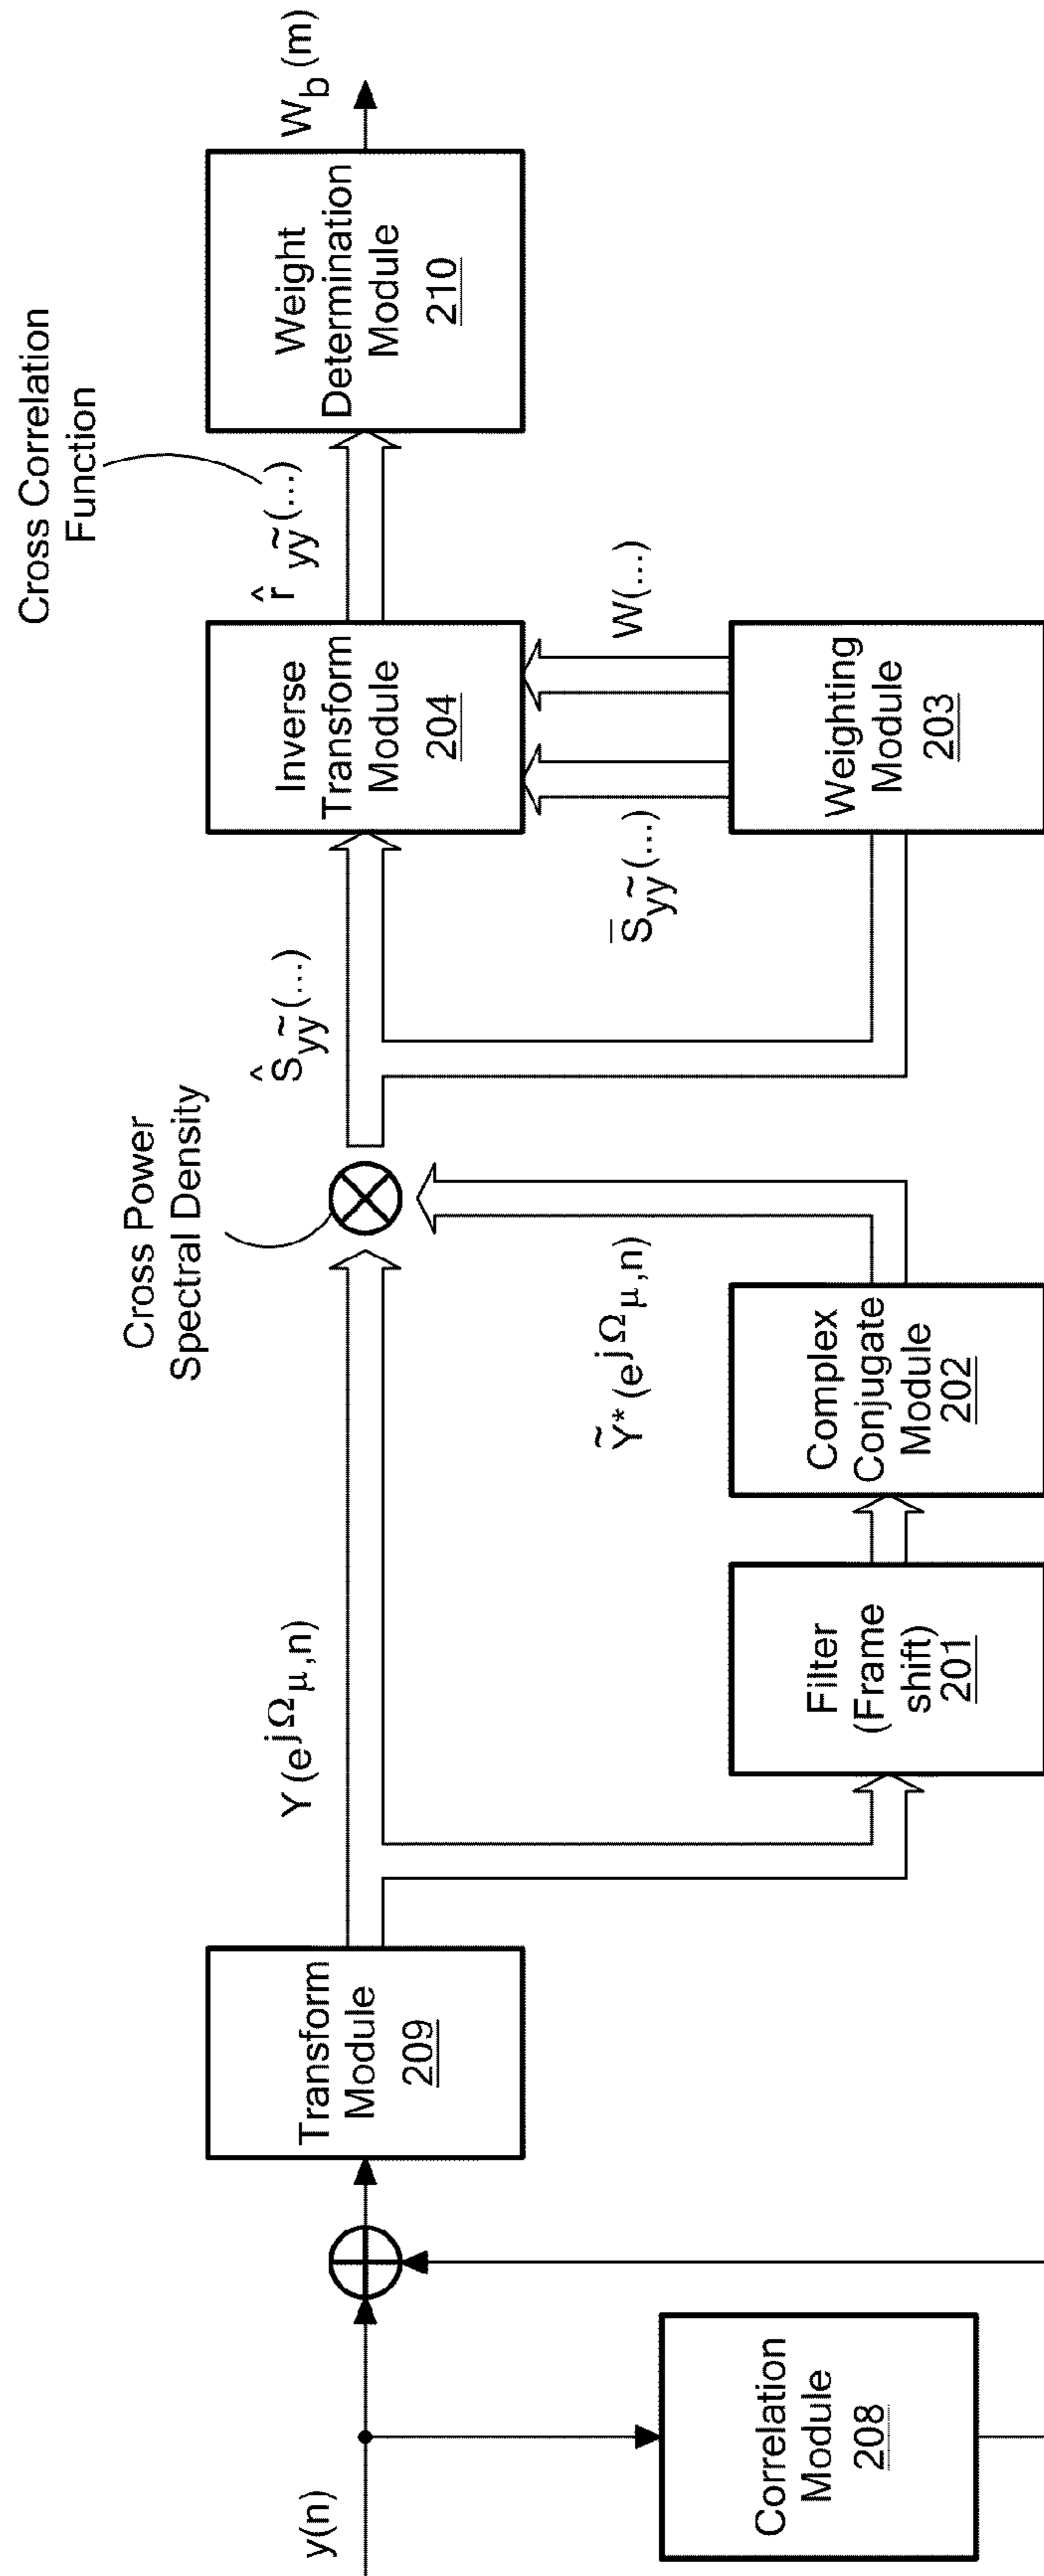 y(n)
Correlation
Module
208
Transform
Module
209
Y (e^jΩ_μ,n)
Filter
(Frame
shift)
201
Complex
Conjugate
Module
202
Ỹ* (e^jΩ_μ,n)
Cross Power
Spectral Density
Ŝ_yỹ(...)
Inverse
Transform
Module
204
S̄_yỹ(...)
W(...)
Weighting
Module
203
Cross Correlation
Function
r̂_yỹ(...)
Weight
Determination
Module
210
W_b (m)